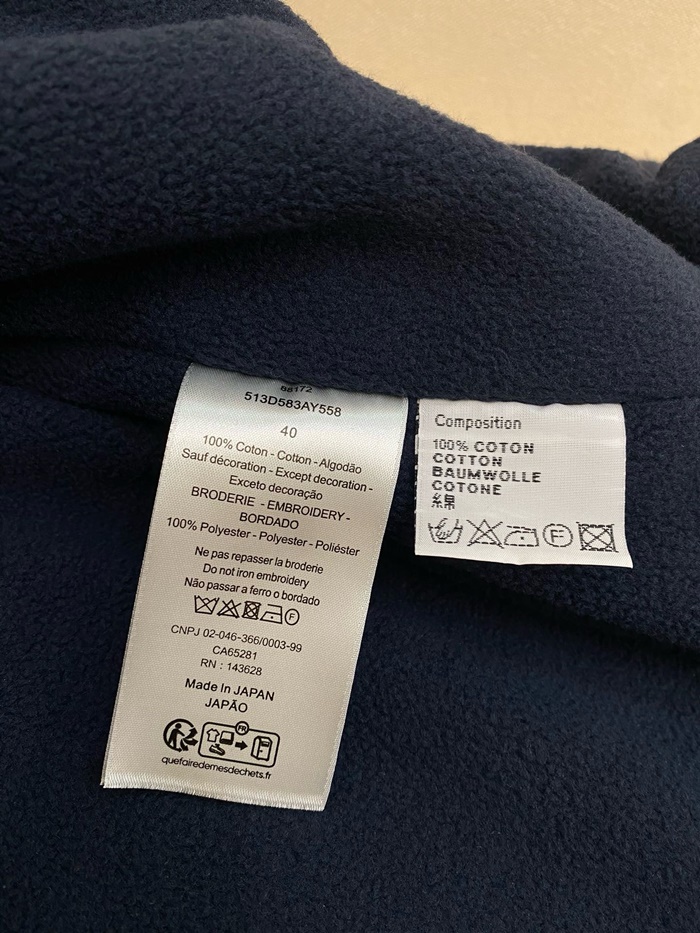 68172
513D583AY558
40
100% Coton - Cotton - Algodão
Sauf décoration - Except decoration -
Exceto decoração
BRODERIE - EMBROIDERY -
BORDADO
100% Polyester - Polyester - Poliéster
Ne pas repasser la broderie
Do not iron embroidery
Não passar a ferro o bordado
F
CNPJ 02-046-366/0003-99
CA65281
RN : 143628
Made In JAPAN
JAPÃO
FR
quefairedemesdechets.fr
Composition
100% COTON
COTTON
BAUMWOLLE
COTONE
綿
F